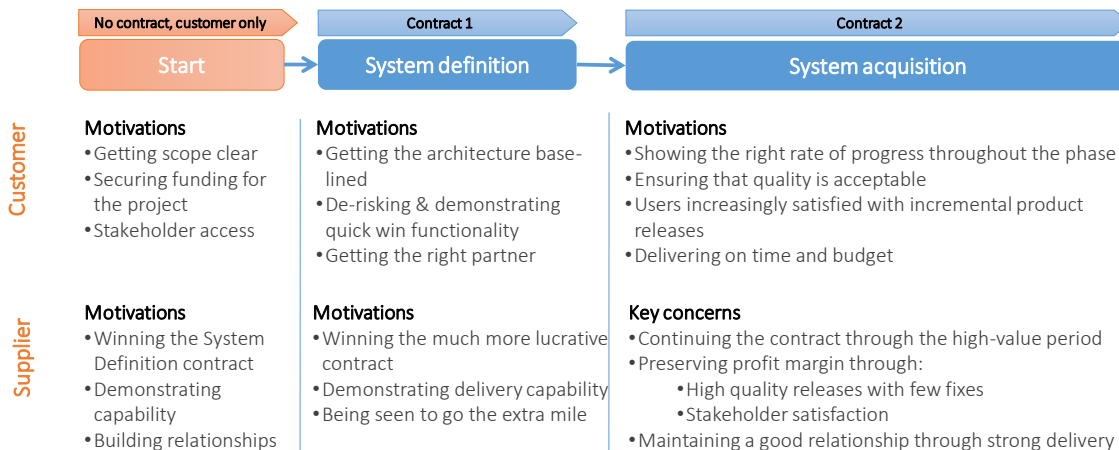 No contract, customer only
Contract 1
Contract 2
Start
System definition
System acquisition
Customer
Motivations
•Getting scope clear
•Securing funding for
the project
•Stakeholder access
Motivations
•Getting the architecture base-
lined
•De-risking & demonstrating
quick win functionality
•Getting the right partner
Motivations
•Showing the right rate of progress throughout the phase
•Ensuring that quality is acceptable
•Users increasingly satisfied with incremental product
releases
•Delivering on time and budget
Supplier
Motivations
•Winning the System
Definition contract
•Demonstrating
capability
•Building relationships
Motivations
•Winning the much more lucrative
contract
•Demonstrating delivery capability
•Being seen to go the extra mile
Key concerns
•Continuing the contract through the high-value period
•Preserving profit margin through:
•High quality releases with few fixes
•Stakeholder satisfaction
•Maintaining a good relationship through strong delivery